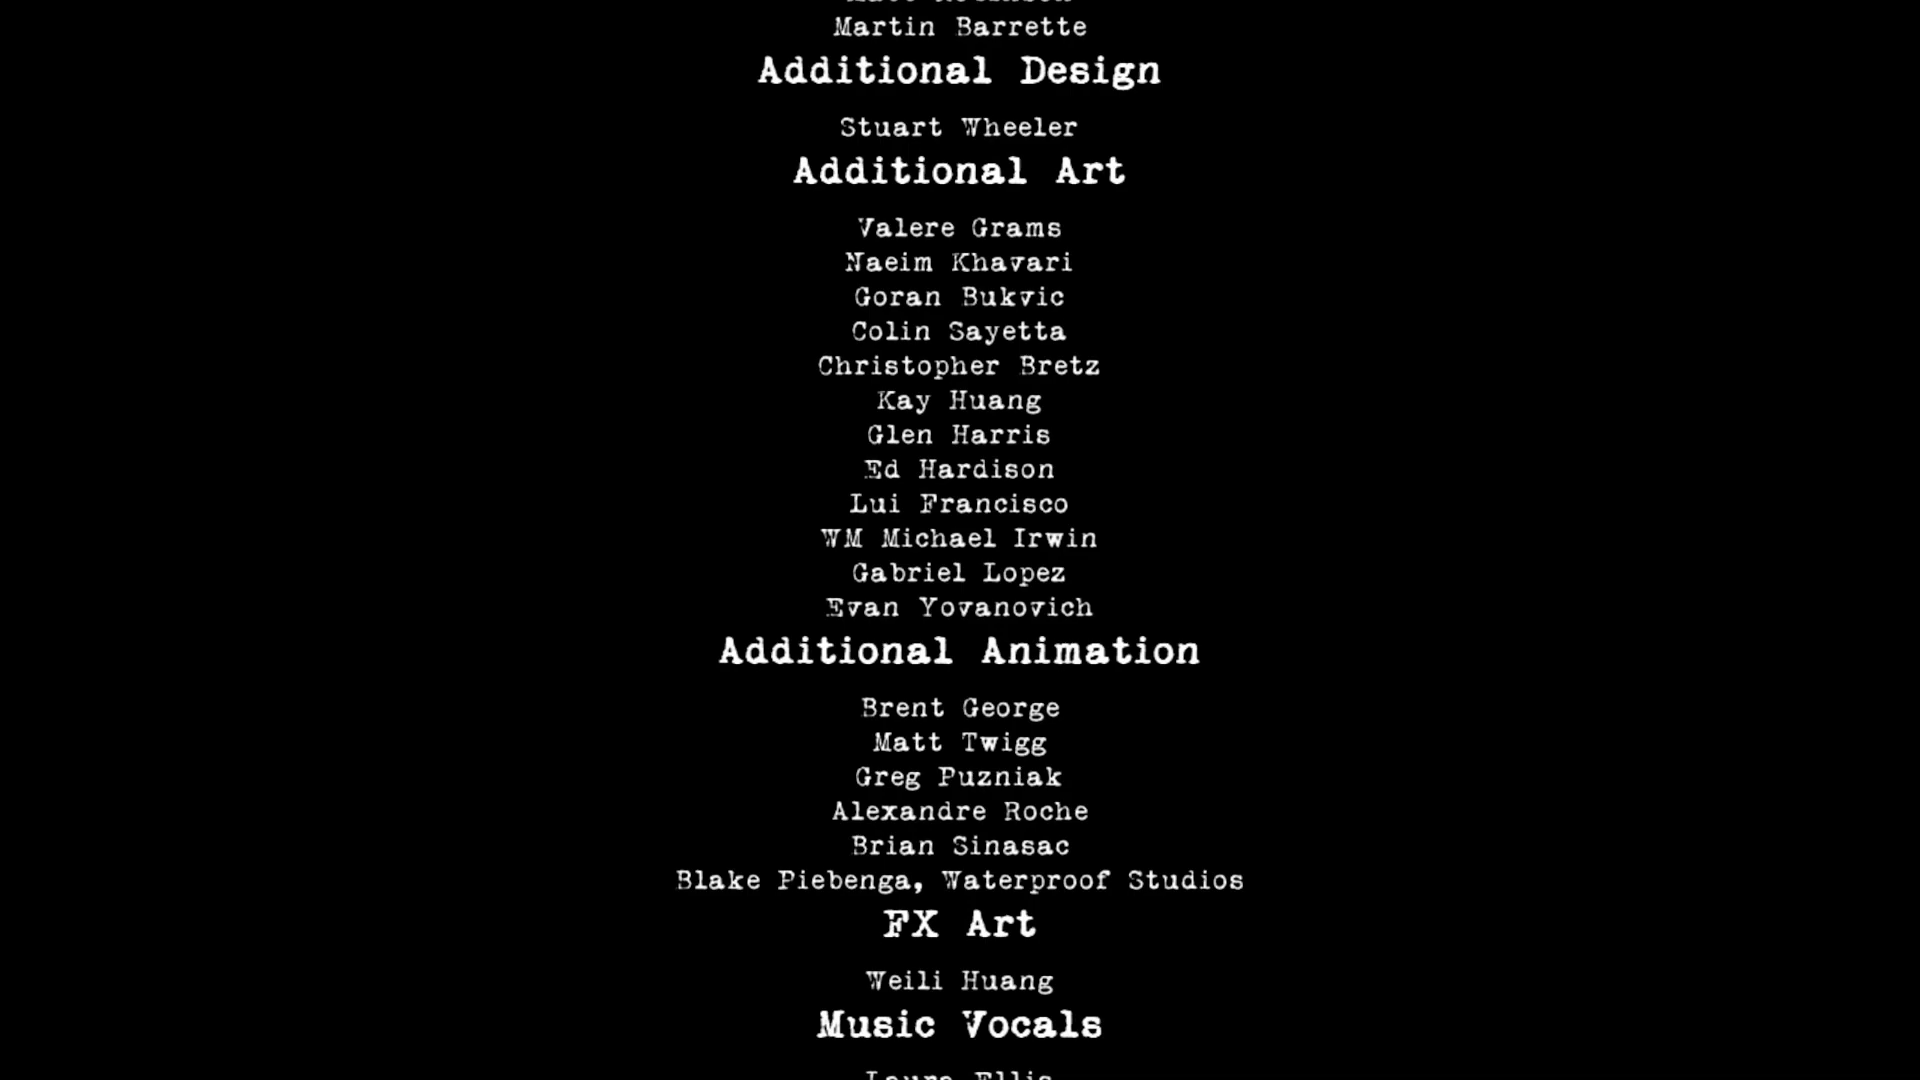 Martin Barrette
Additional Design
Stuart Wheeler
Additional Art
Valere Grams
Naeim Khavari
Goran Bukvic
Colin Sayetta
Christopher Bretz
Kay Huang
Glen Harris
Ed Hardison
Lui Francisco
WM Michael Irwin
Gabriel Lopez
Evan Yovanovich
Additional Animation
Brent George
Matt Twigg
Greg Puzniak
Alexandre Roche
Brian Sinasac
Blake Piebenga, Waterproof Studios
FX Art
Weili Huang
Music Vocals
Laura Ellis